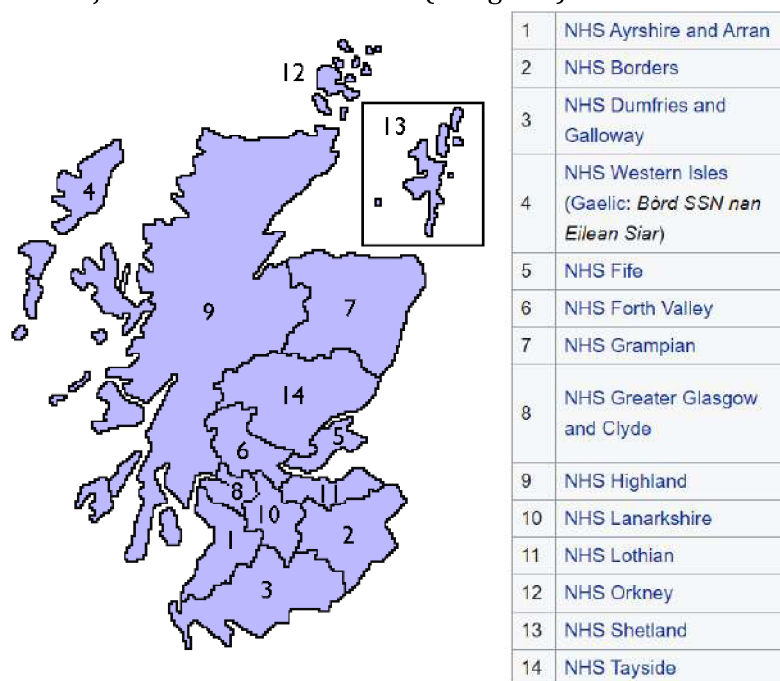 12
13
4
9
7
14
5
6
8
11
10
1
2
3
1 NHS Ayrshire and Arran
2 NHS Borders
3 NHS Dumfries and
Galloway
4 NHS Western Isles
(Gaelic: Bòrd SSN nan
Eilean Siar)
5 NHS Fife
6 NHS Forth Valley
7 NHS Grampian
8 NHS Greater Glasgow
and Clyde
9 NHS Highland
10 NHS Lanarkshire
11 NHS Lothian
12 NHS Orkney
13 NHS Shetland
14 NHS Tayside